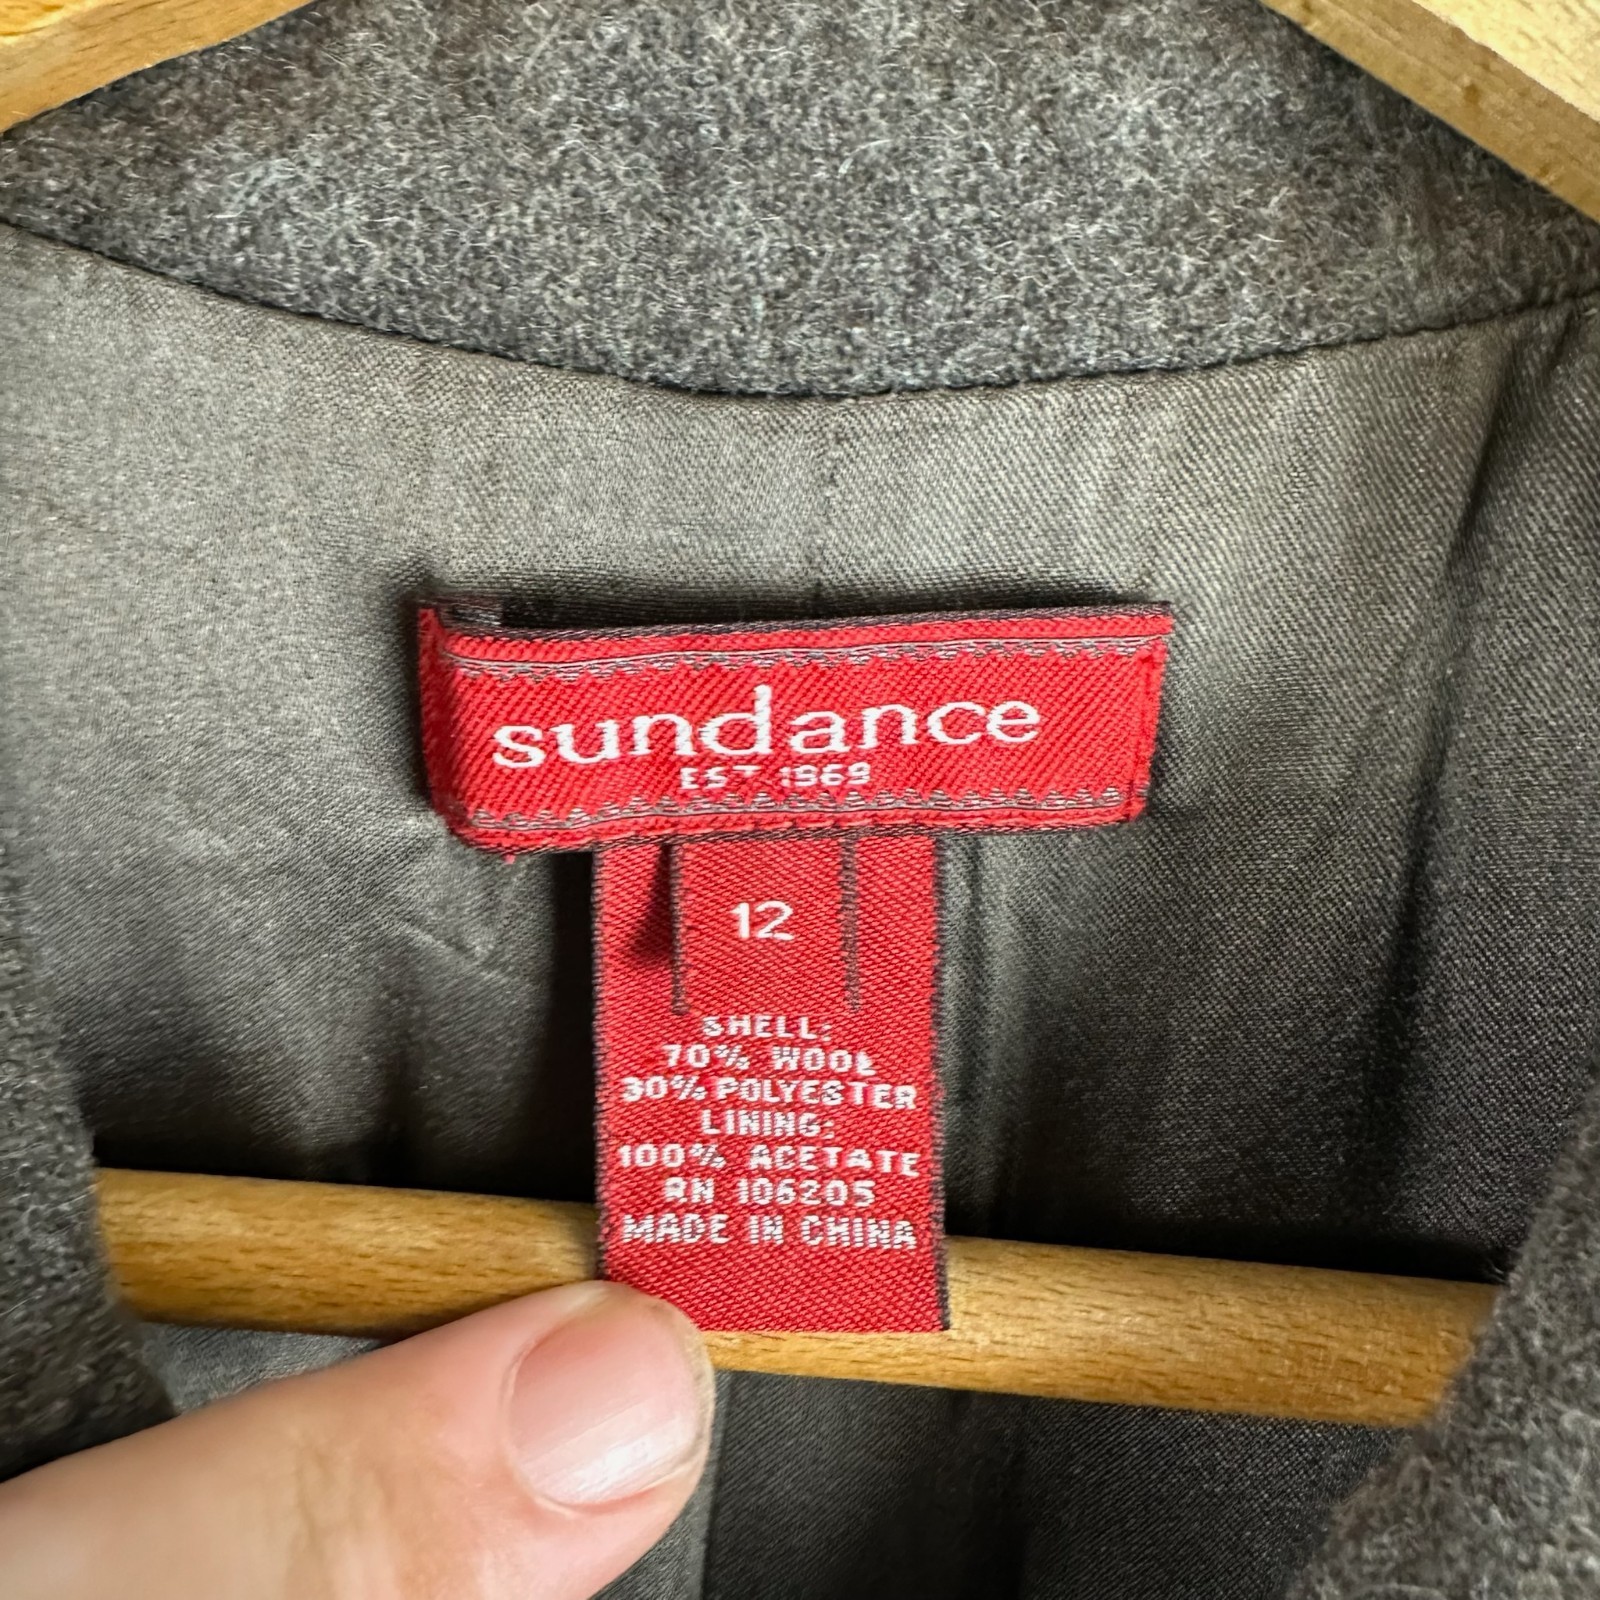 sundance
EST 1969
12
SHELL:
70% WOOL
30% POLYESTER
LINING:
100% ACETATE
RN 106205
MADE IN CHINA